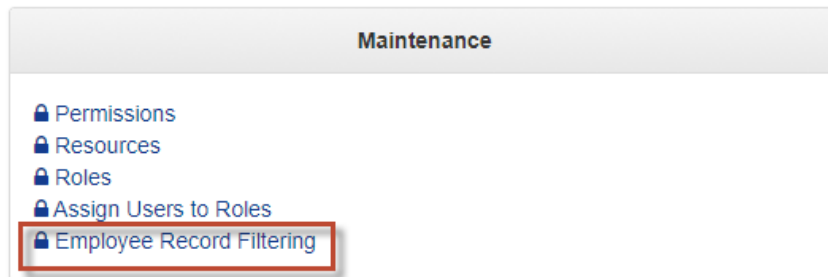 Maintenance
Permissions
Resources
Roles
Assign Users to Roles
Employee Record Filtering